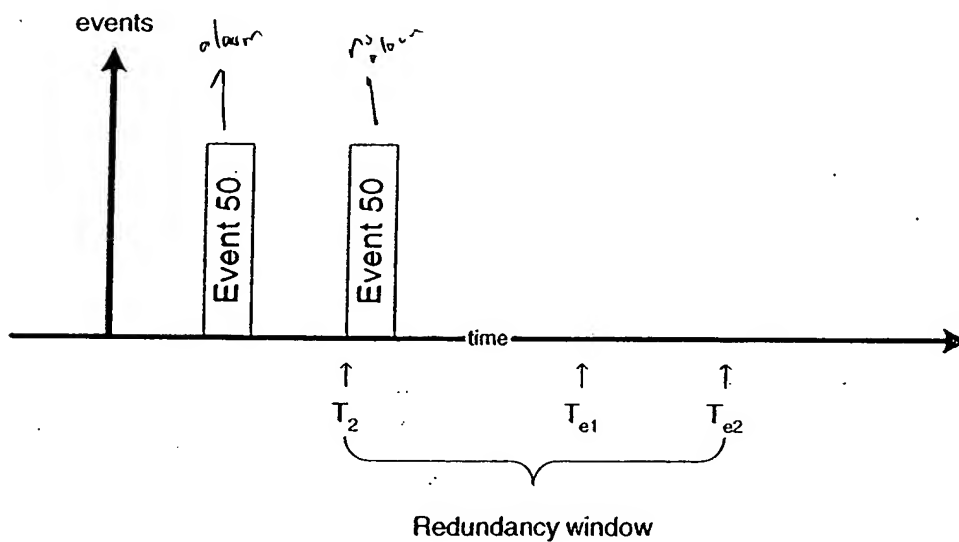 events
alarm
Event 50.
Event 50
time
T2
Te1
Te2
Redundancy window